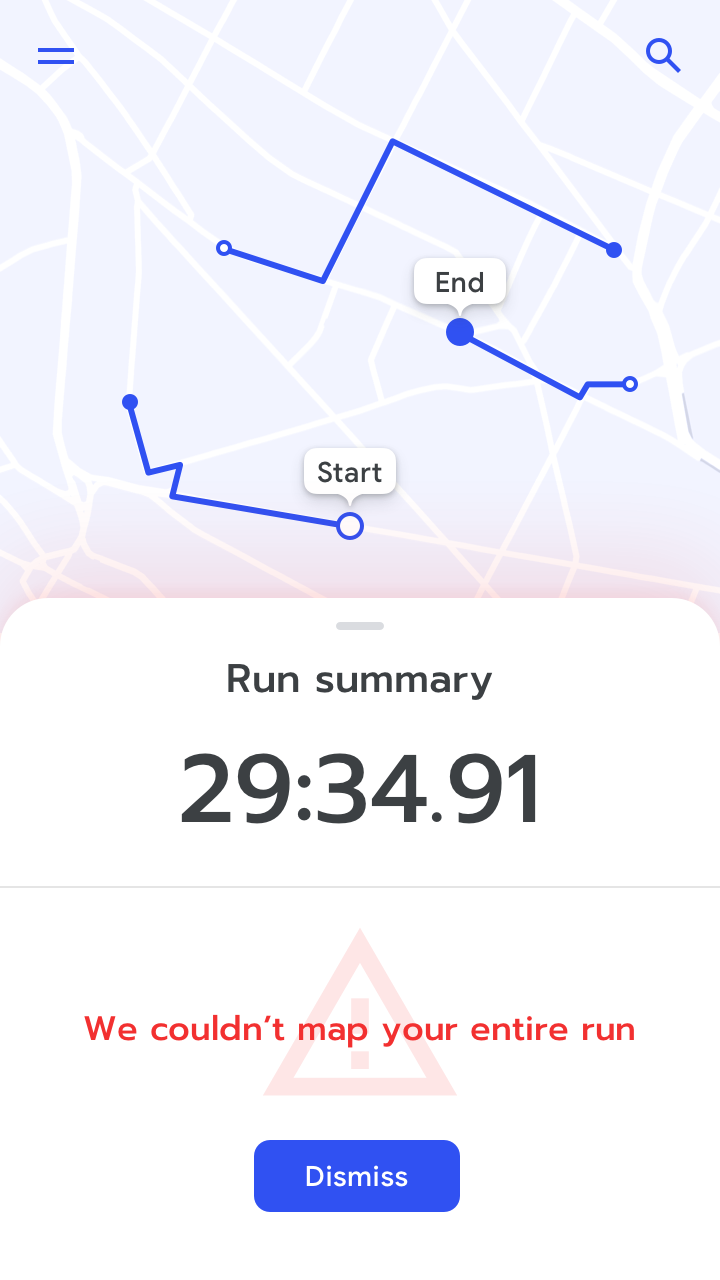 End
Start
Run summary
29:34.91
We couldn’t map your entire run
Dismiss